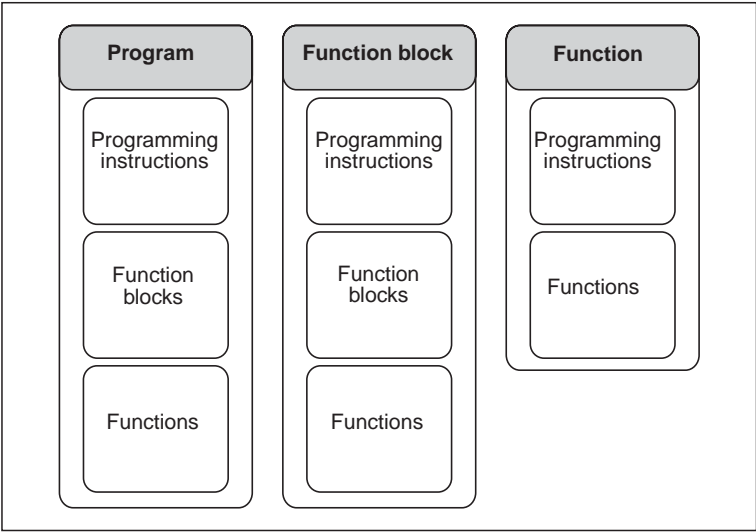 Program
Programming
instructions
Function
blocks
Functions
Function block
Programming
instructions
Function
blocks
Functions
Function
Programming
instructions
Functions